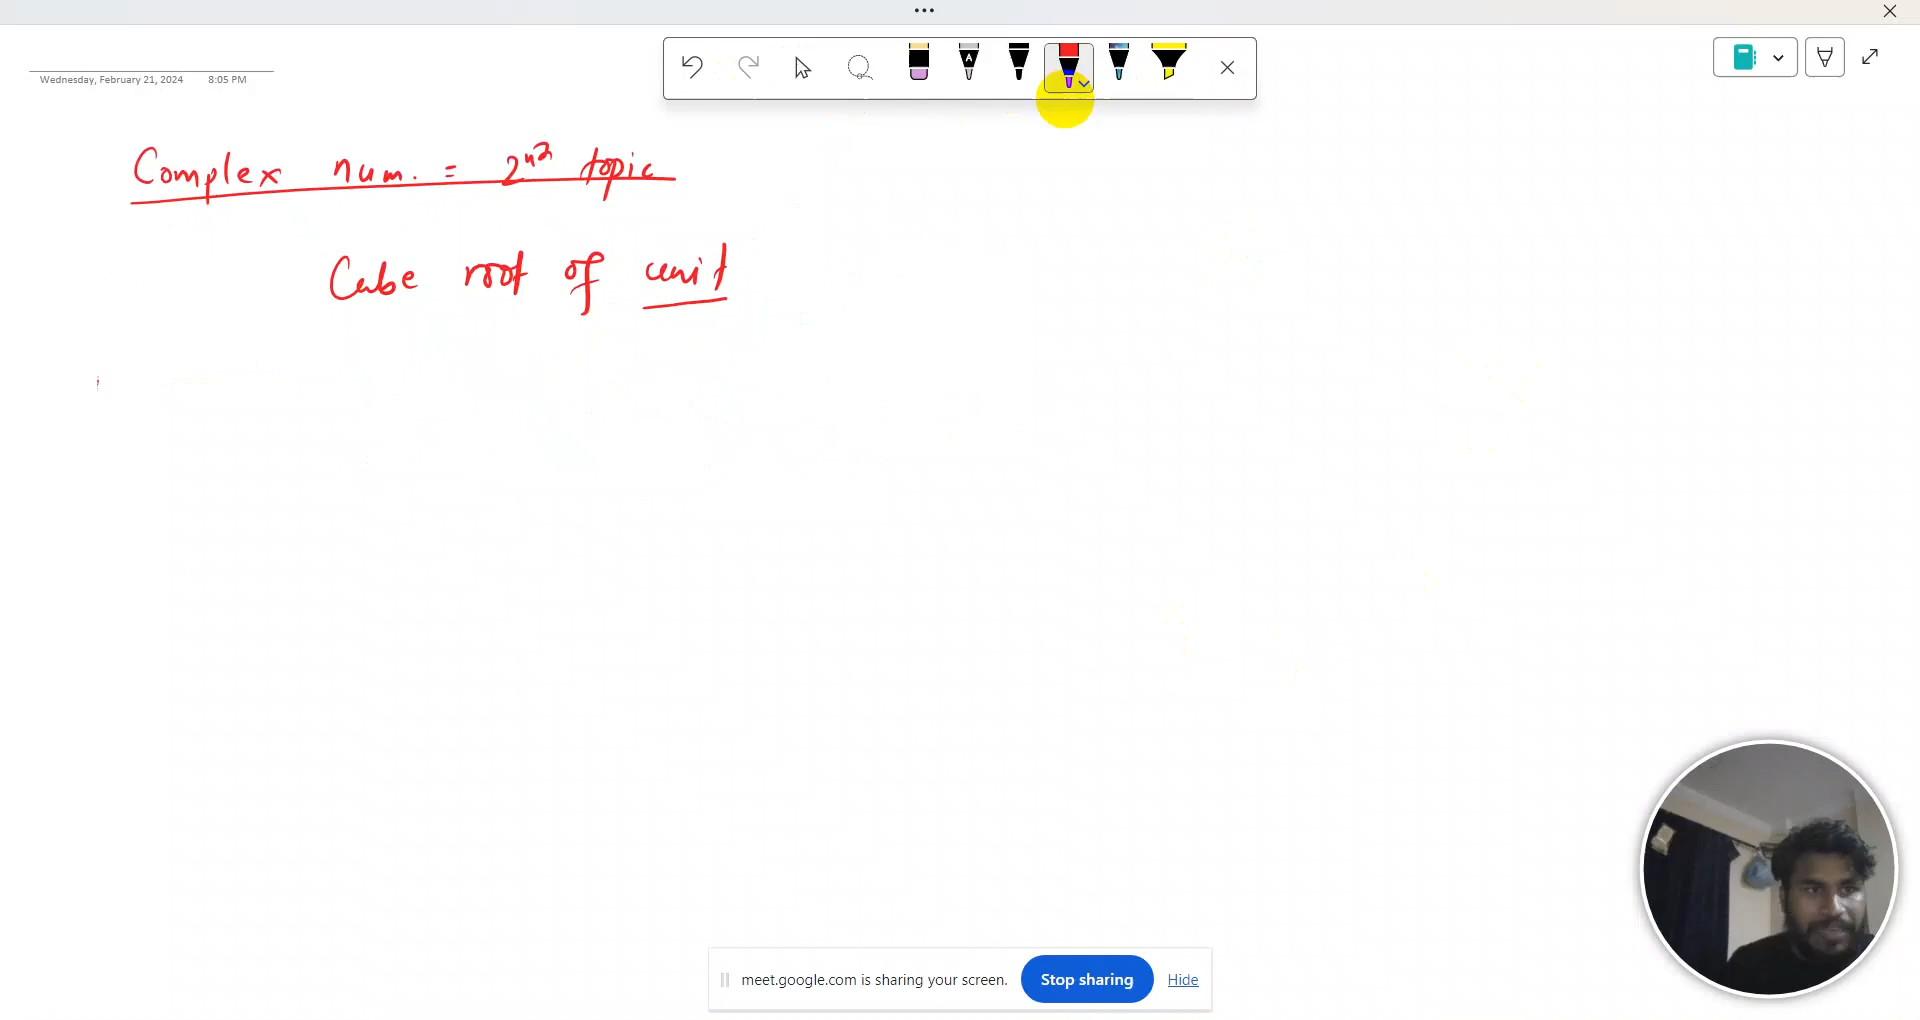 Wednesday, February 21, 2024 8:05 PM
Complex num. = 2nd topic
Cube root of unit
meet.google.com is sharing your screen. Stop sharing Hide